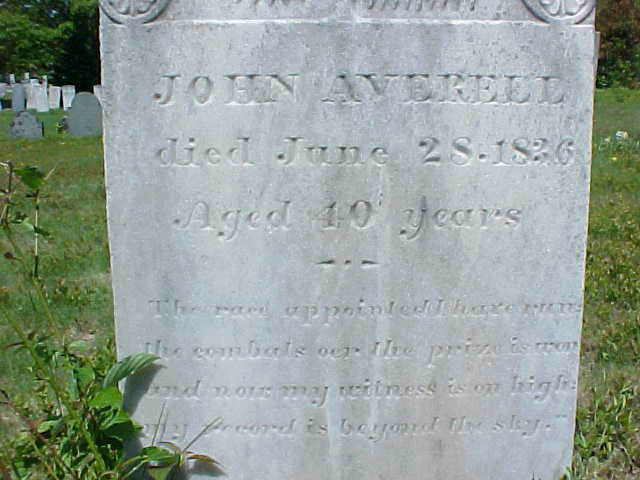 JOHN AVERELL
died June 28. 1836
Aged 40 years
The race appointed I have run;
the combats oer the prize is won
and now my witness is on high;
my record is beyond the sky."